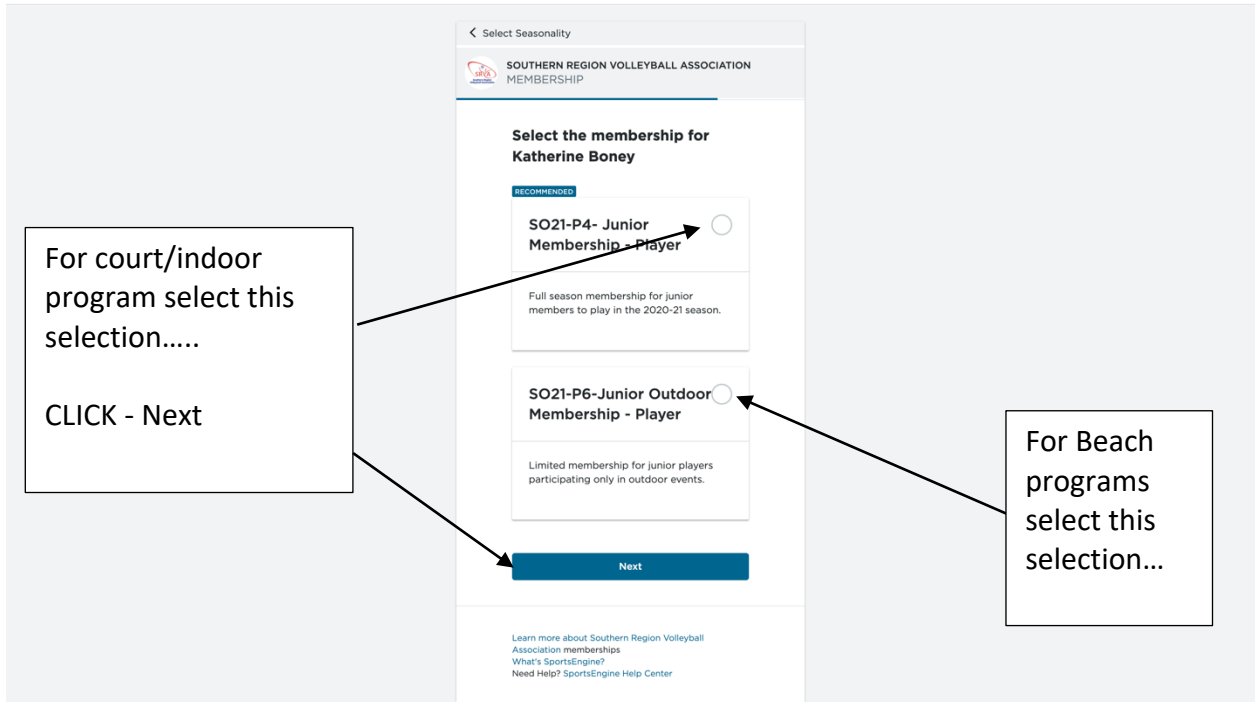 Select Seasonality
SRVA
SOUTHERN REGION VOLLEYBALL ASSOCIATION
MEMBERSHIP
Select the membership for
Katherine Boney
RECOMMENDED
SO21-P4- Junior
Membership - Player
Full season membership for junior
members to play in the 2020-21 season.
SO21-P6-Junior Outdoor
Membership - Player
Limited membership for junior players
participating only in outdoor events.
Next
Learn more about Southern Region Volleyball
Association memberships
What's SportsEngine?
Need Help? SportsEngine Help Center
For court/indoor
program select this
selection.....
CLICK - Next
For Beach
programs
select this
selection...